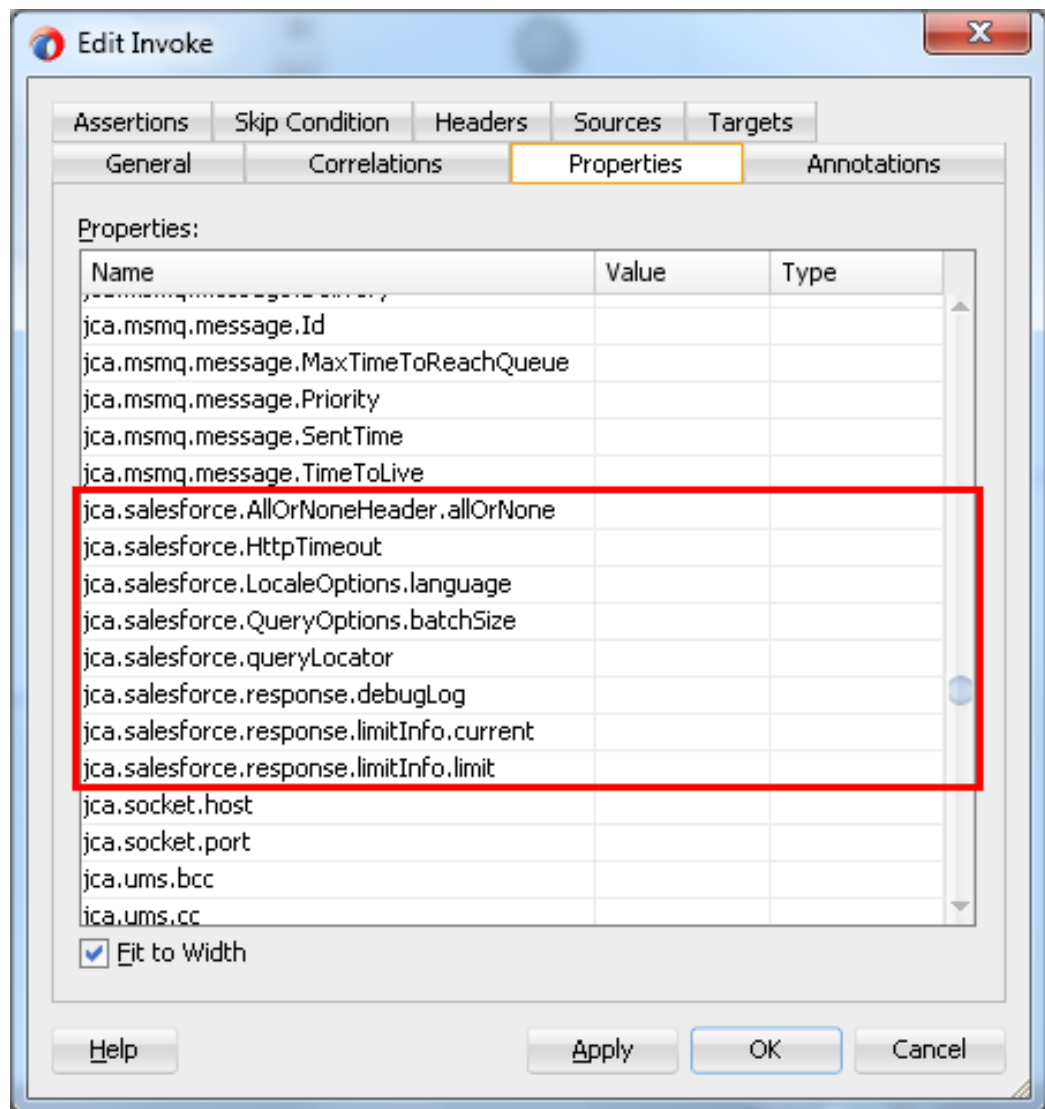 Edit Invoke
Assertions Skip Condition Headers Sources Targets
General Correlations Properties Annotations
Properties:
Name Value Type
jca.msmq.message.Id
jca.msmq.message.MaxTimeToReachQueue
jca.msmq.message.Priority
jca.msmq.message.SentTime
jca.msmq.message.TimeToLive
jca.salesforce.AllOrNoneHeader.allOrNone
jca.salesforce.HttpTimeout
jca.salesforce.LocaleOptions.language
jca.salesforce.QueryOptions.batchSize
jca.salesforce.queryLocator
jca.salesforce.response.debugLog
jca.salesforce.response.limitInfo.current
jca.salesforce.response.limitInfo.limit
jca.socket.host
jca.socket.port
jca.ums.bcc
jca.ums.cc
Fit to Width
Help Apply OK Cancel